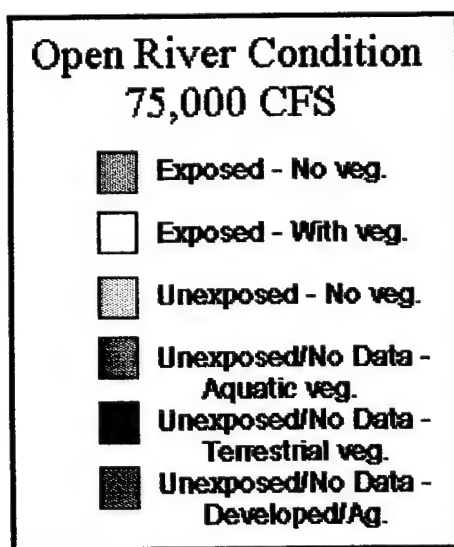 Open River Condition
75,000 CFS
Exposed - No veg.
Exposed - With veg.
Unexposed - No veg.
Unexposed/No Data -
Aquatic veg.
Unexposed/No Data -
Terrestrial veg.
Unexposed/No Data -
Developed/Ag.